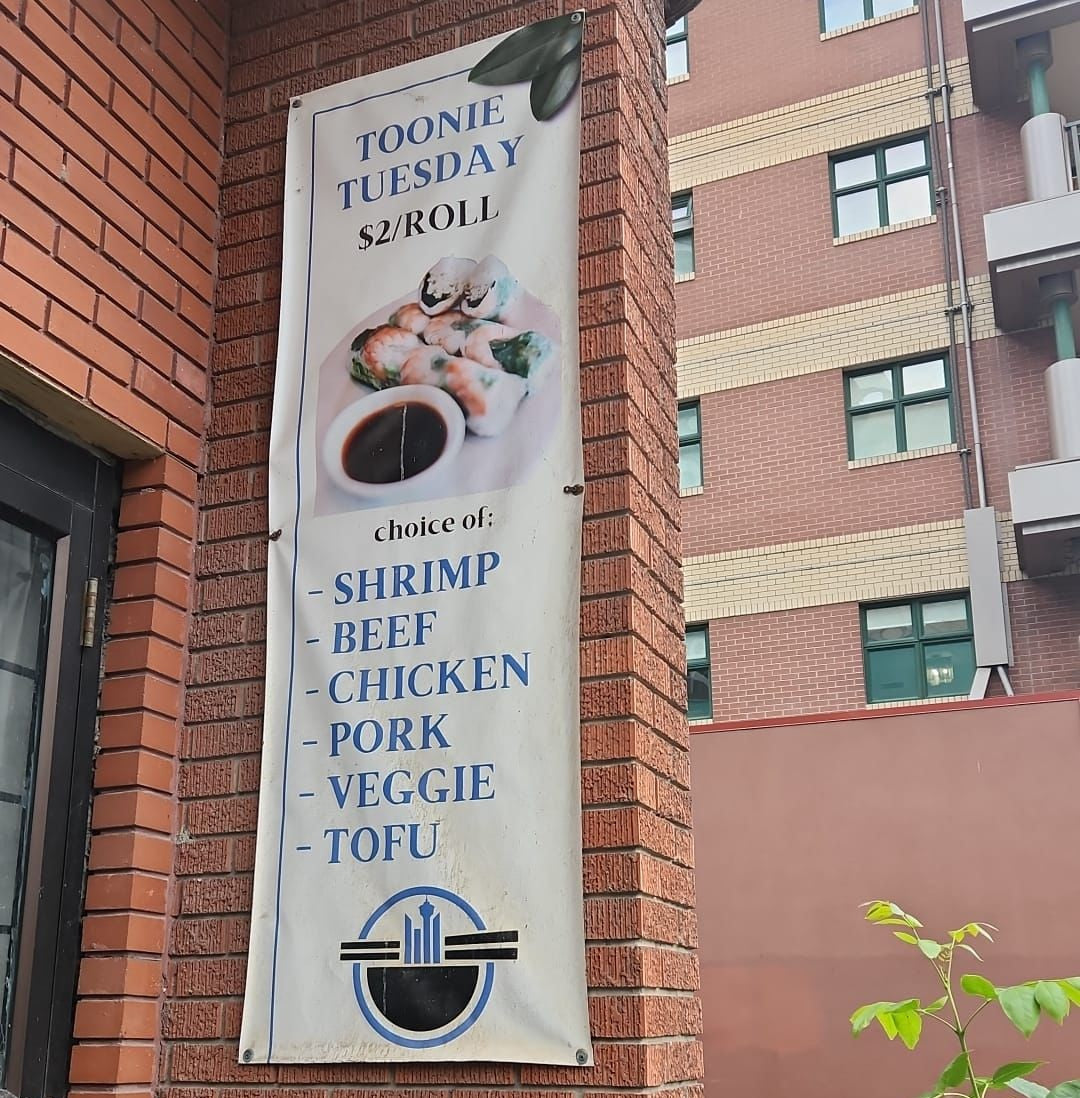 TOONIE
TUESDAY
$2/ROLL
choice of:
- SHRIMP
- BEEF
- CHICKEN
- PORK
- VEGGIE
- TOFU